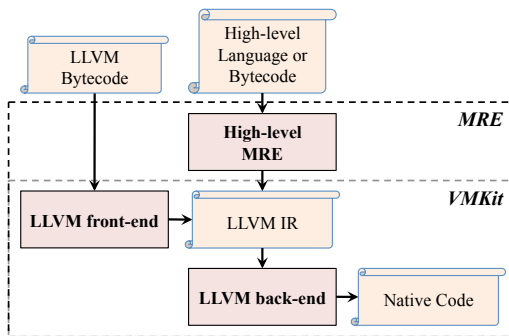 LLVM
Bytecode
High-level
Language or
Bytecode
MRE
High-level
MRE
VMKit
LLVM front-end
LLVM IR
LLVM back-end
Native Code